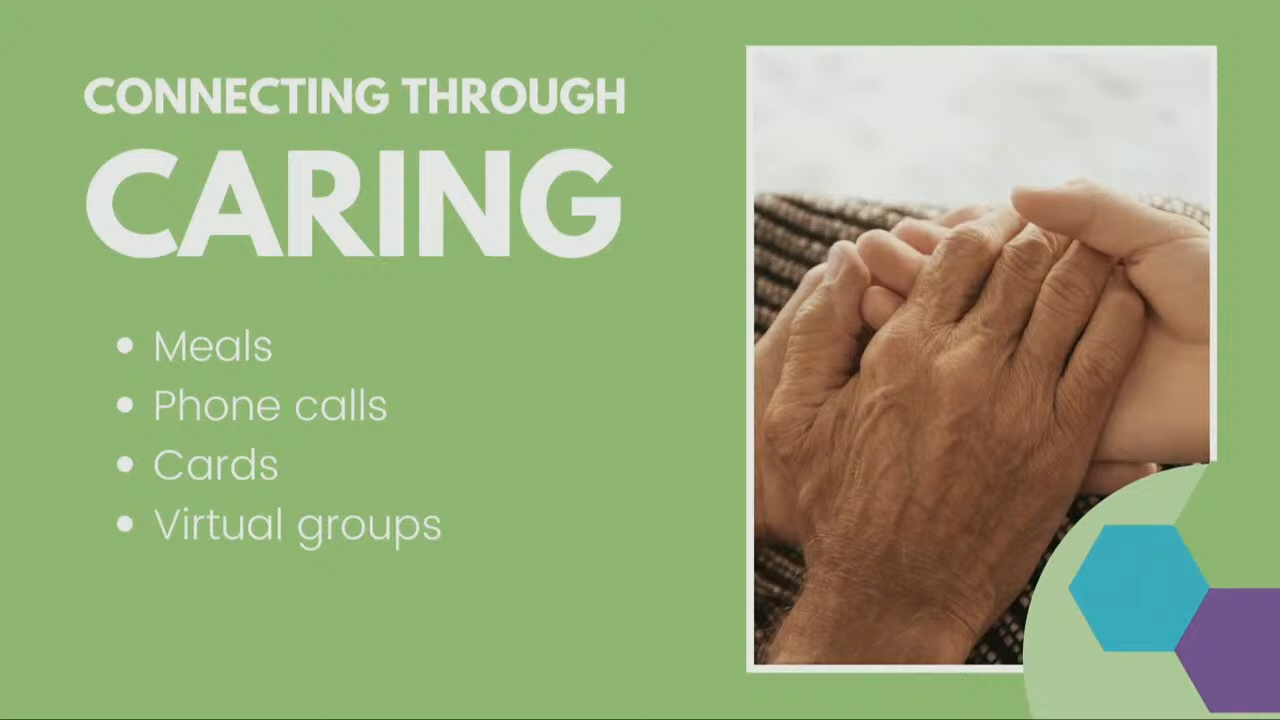 CONNECTING THROUGH
CARING
Meals
Phone calls
Cards
Virtual groups